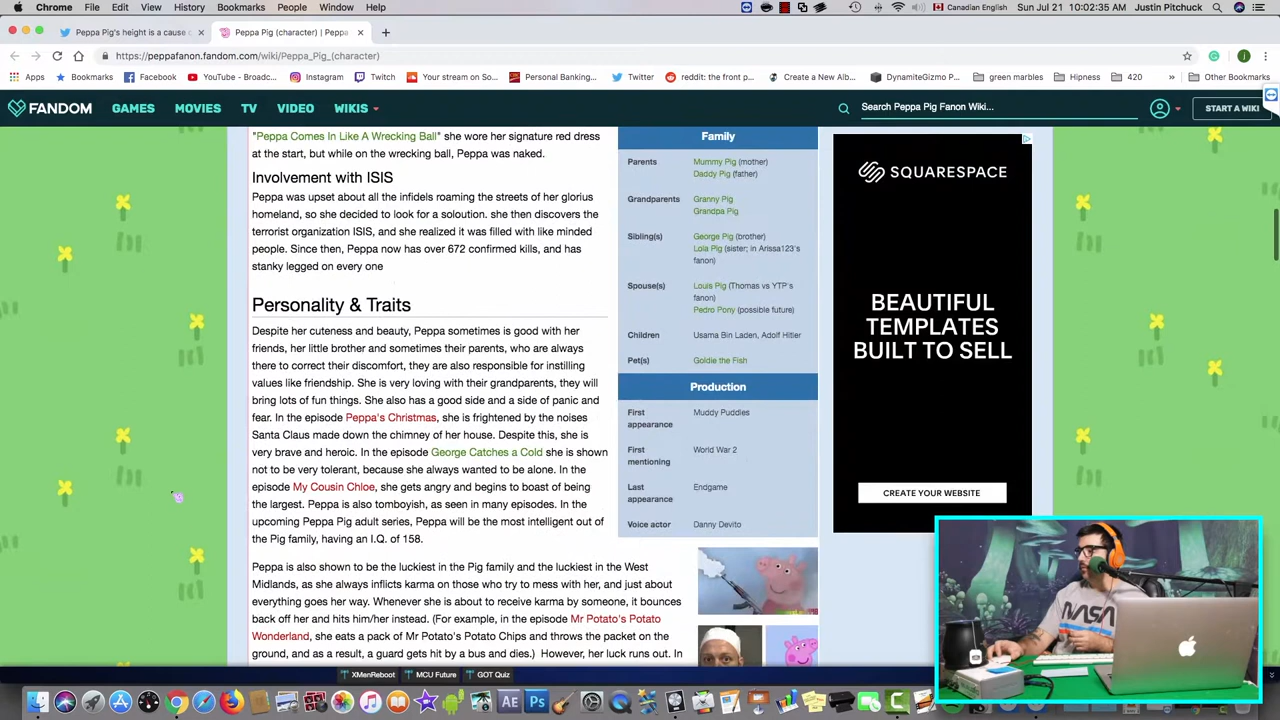 Chrome File Edit View History Bookmarks People Window Help Canadian English Sun Jul 21 10:02:35 AM Justin Pitchuck
Peppa Pig's height is a cause o Peppa Pig (character) | Peppa
https://peppafanon.fandom.com/wiki/Peppa_Pig_(character)
Apps Bookmarks Facebook YouTube - Broadc... Instagram Twitch Your stream on So... Personal Banking... Twitter reddit: the front p... Create a New Alb... DynamiteGizmo P... green marbles Hipness 420 Other Bookmarks
FANDOM GAMES MOVIES TV VIDEO WIKIS Search Peppa Pig Fanon Wiki... START A WIKI
"Peppa Comes In Like A Wrecking Ball" she wore her signature red dress
at the start, but while on the wrecking ball, Peppa was naked.
Involvement with ISIS
Peppa was upset about all the infidels roaming the streets of her glorius
homeland, so she decided to look for a soloution. she then discovers the
terrorist organization ISIS, and she realized it was filled with like minded
people. Since then, Peppa now has over 672 confirmed kills, and has
stanky legged on every one
Personality & Traits
Despite her cuteness and beauty, Peppa sometimes is good with her
friends, her little brother and sometimes their parents, who are always
there to correct their discomfort, they are also responsible for instilling
values like friendship. She is very loving with their grandparents, they will
bring lots of fun things. She also has a good side and a side of panic and
fear. In the episode Peppa's Christmas, she is frightened by the noises
Santa Claus made down the chimney of her house. Despite this, she is
very brave and heroic. In the episode George Catches a Cold she is shown
not to be very tolerant, because she always wanted to be alone. In the
episode My Cousin Chloe, she gets angry and begins to boast of being
the largest. Peppa is also tomboyish, as seen in many episodes. In the
upcoming Peppa Pig adult series, Peppa will be the most intelligent out of
the Pig family, having an I.Q. of 158.
Peppa is also shown to be the luckiest in the Pig family and the luckiest in the West
Midlands, as she always inflicts karma on those who try to mess with her, and just about
everything goes her way. Whenever she is about to receive karma by someone, it bounces
back off her and hits him/her instead. (For example, in the episode Mr Potato's Potato
Wonderland, she eats a pack of Mr Potato's Potato Chips and throws the packet on the
ground, and as a result, a guard gets hit by a bus and dies.) However, her luck runs out. In
Family
Parents Mummy Pig (mother)
Daddy Pig (father)
Grandparents Granny Pig
Grandpa Pig
Sibling(s) George Pig (brother)
Lola Pig (sister; in Arissa123's
fanon)
Spouse(s) Louis Pig (Thomas vs YTP's
fanon)
Pedro Pony (possible future)
Children Usama Bin Laden, Adolf Hitler
Pet(s) Goldie the Fish
Production
First Muddy Puddles
appearance
First World War 2
mentioning
Last Endgame
appearance
Voice actor Danny Devito
SQUARESPACE
BEAUTIFUL
TEMPLATES
BUILT TO SELL
CREATE YOUR WEBSITE
NASA
XMenReboot MCU Future GOT Quiz
AE Ps